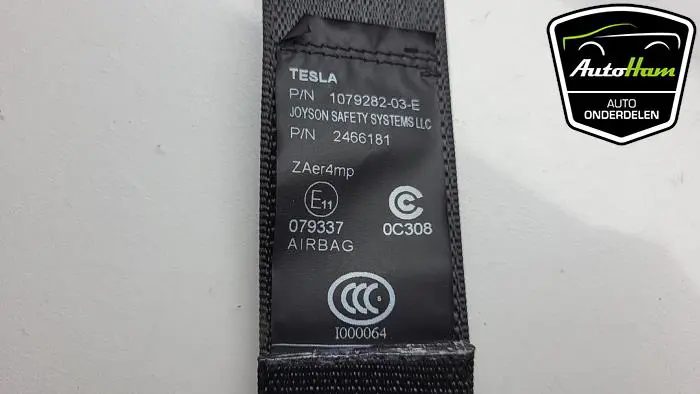 TESLA
P/N 1079282-03-E
JOYSON SAFETY SYSTEMS LLC
P/N 2466181
ZAer4mp
E11
079337
0C308
AIRBAG
CCC S
I000064
AutoHam
AUTO
ONDERDELEN